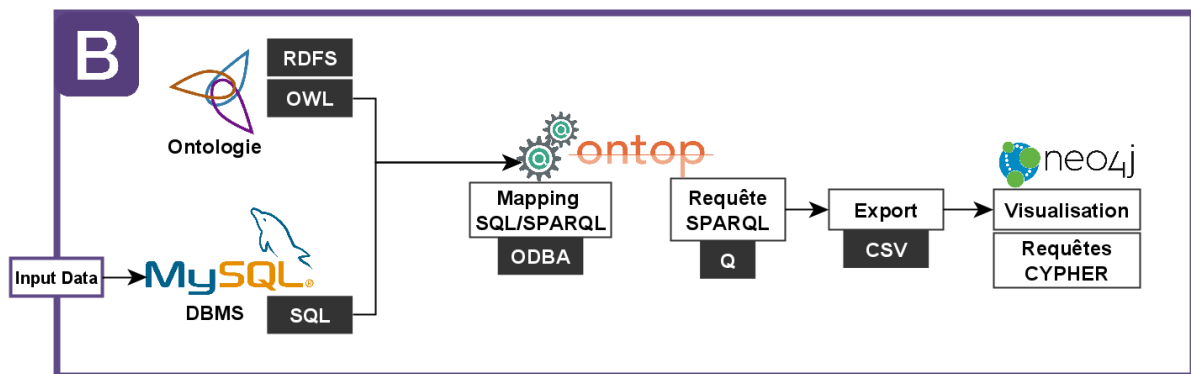 B
RDFS
OWL
Ontologie
Input Data
MySQL®
DBMS
SQL
ontop
Mapping
SQL/SPARQL
ODBA
Requête
SPARQL
Q
Export
CSV
neo4j
Visualisation
Requêtes
CYPHER